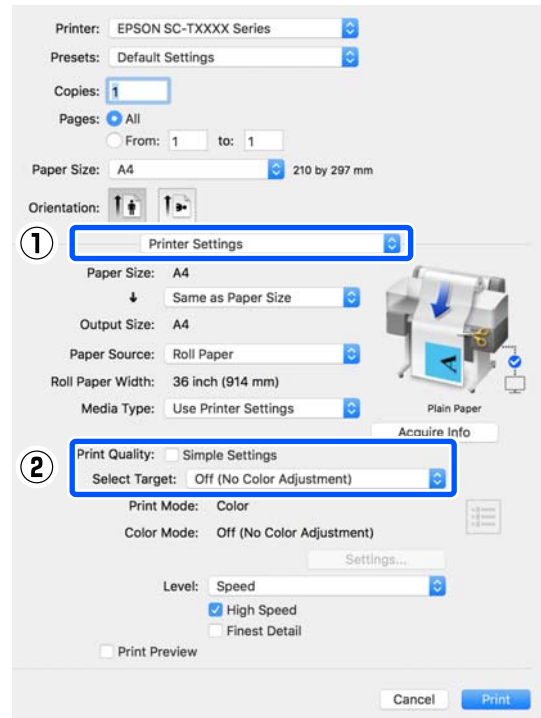 Printer: EPSON SC-TXXXX Series
Presets: Default Settings
Copies: 1
Pages: All
From: 1 to: 1
Paper Size: A4 210 by 297 mm
Orientation:
1 Printer Settings
Paper Size: A4
Same as Paper Size
Output Size: A4
Paper Source: Roll Paper
Roll Paper Width: 36 inch (914 mm)
Media Type: Use Printer Settings
Plain Paper
Acquire Info
2 Print Quality: Simple Settings
Select Target: Off (No Color Adjustment)
Print Mode: Color
Color Mode: Off (No Color Adjustment)
Settings...
Level: Speed
High Speed
Finest Detail
Print Preview
Cancel Print